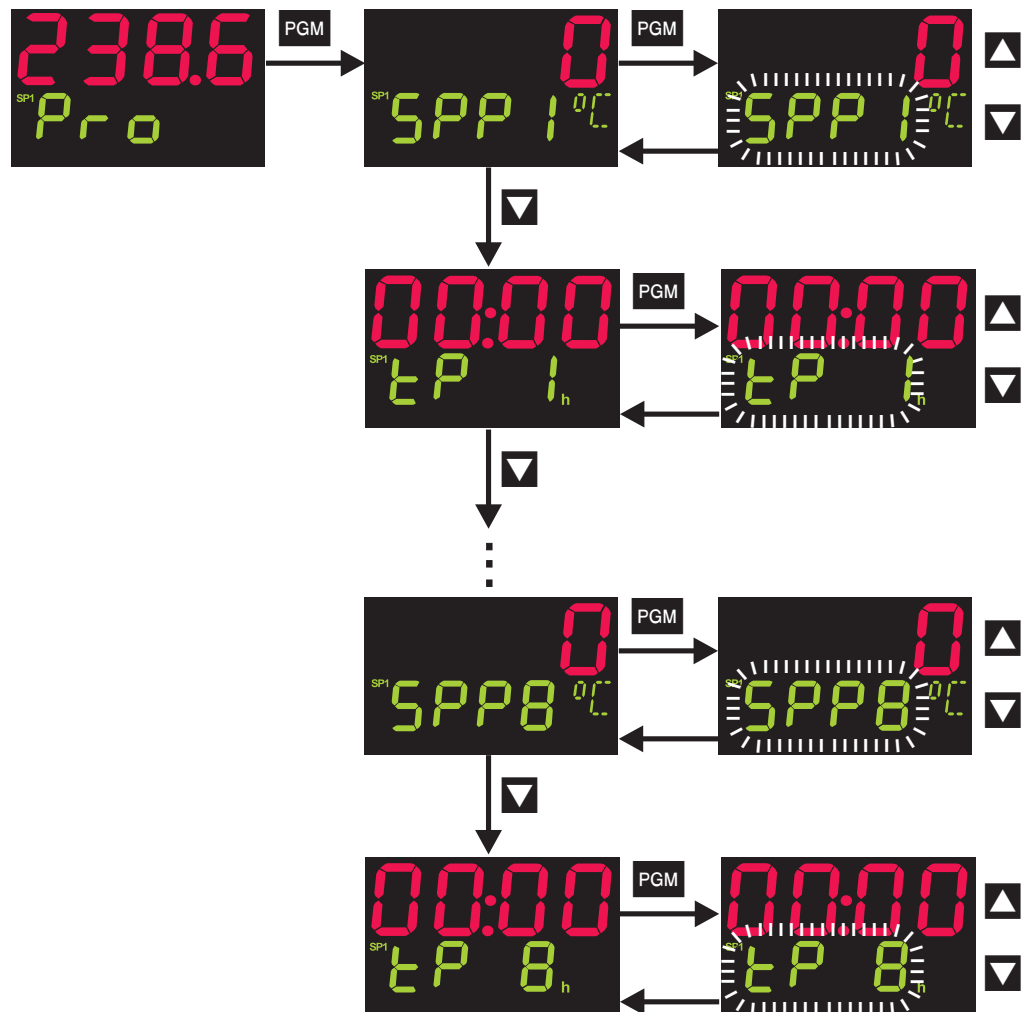 238.6
SP1
Pro
PGM
0
SP1
SPP1 °C
PGM
0
SP1
SPP1 °C
00:00
SP1
tP 1 h
PGM
00:00
SP1
tP 1 h
0
SP1
SPP8 °C
PGM
0
SP1
SPP8 °C
00:00
SP1
tP 8 h
PGM
00:00
SP1
tP 8 h